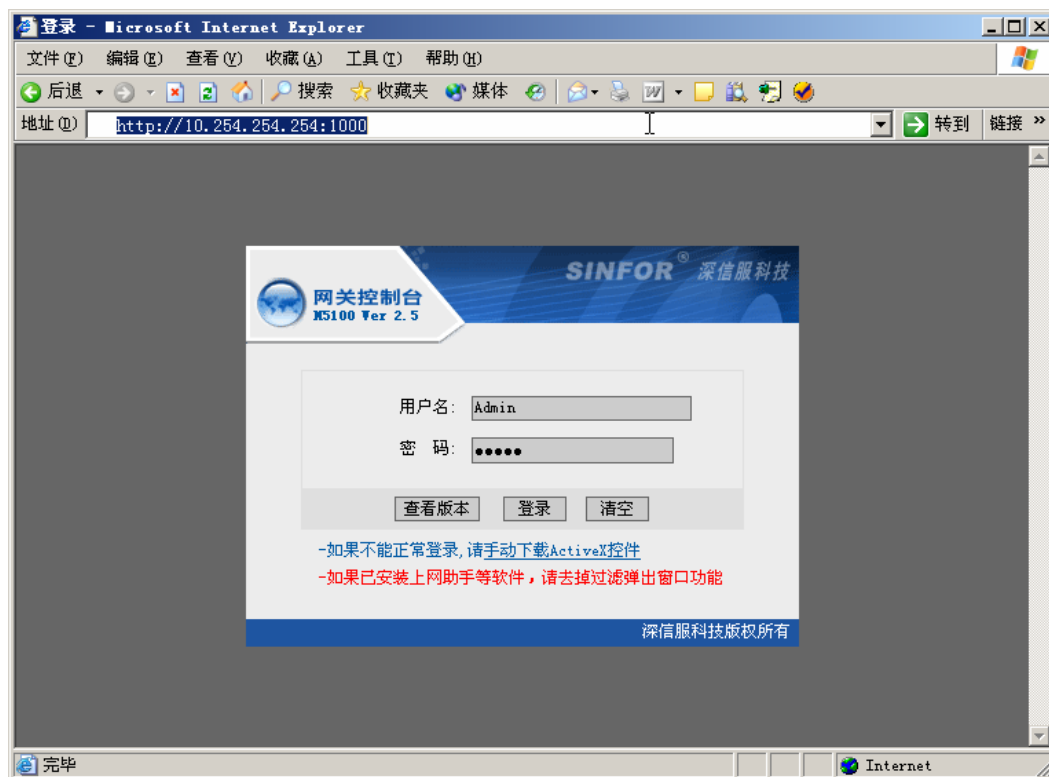 登录 - Microsoft Internet Explorer
文件(F) 编辑(E) 查看(V) 收藏(A) 工具(T) 帮助(H)
后退 搜索 收藏夹 媒体
地址(D) http://10.254.254.254:1000 转到 链接 »
SINFOR® 深信服科技
网关控制台
M5100 Ver 2.5
用户名: Admin
密 码: ●●●●●
查看版本 登录 清空
-如果不能正常登录,请手动下载ActiveX控件
-如果已安装上网助手等软件，请去掉过滤弹出窗口功能
深信服科技版权所有
完毕 Internet